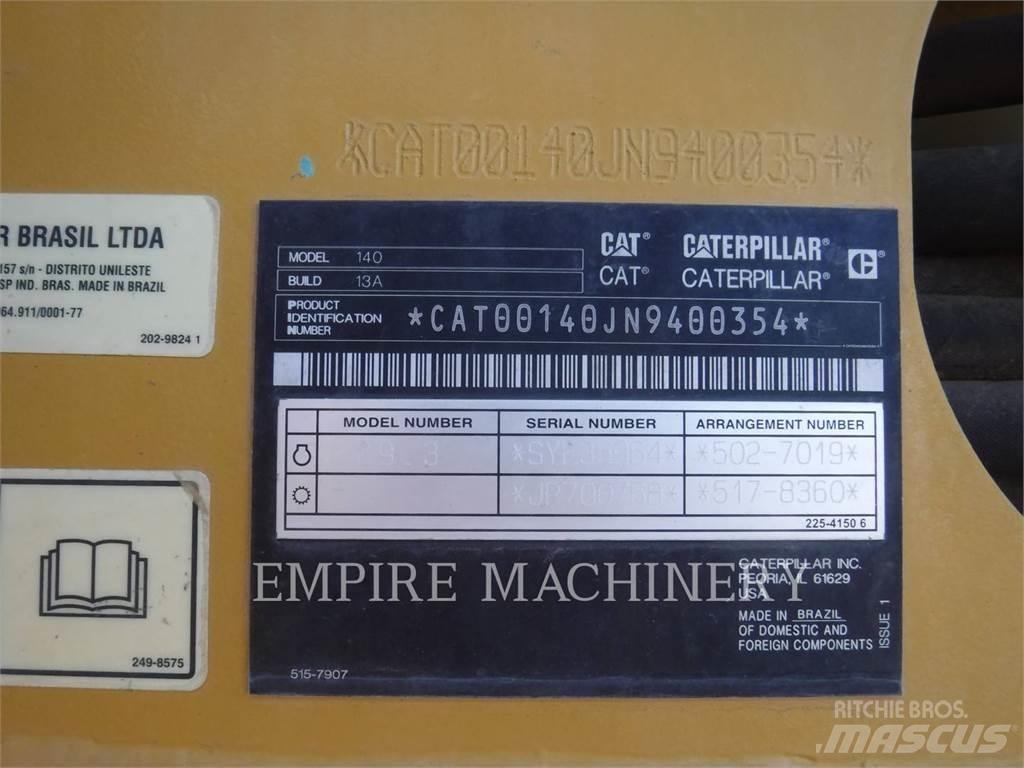 *CAT00140JN9400354*
R BRASIL LTDA
157 s/n - DISTRITO UNILESTE
SP IND. BRAS. MADE IN BRAZIL
064.911/0001-77
202-9824 1
MODEL 140
BUILD 13A
CAT® CATERPILLAR®
CAT® CATERPILLAR®
PRODUCT
IDENTIFICATION
NUMBER
*CAT00140JN9400354*
MODEL NUMBER SERIAL NUMBER ARRANGEMENT NUMBER
*502-7019*
*517-8360*
225-4150 6
249-8575
EMPIRE MACHINERY
CATERPILLAR INC.
PEORIA, IL 61629
USA
MADE IN BRAZIL
OF DOMESTIC AND
FOREIGN COMPONENTS
ISSUE 1
515-7907
RITCHIE BROS.
MASCUS